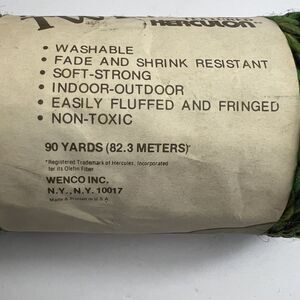 Herculon
• WASHABLE
• FADE AND SHRINK RESISTANT
• SOFT-STRONG
• INDOOR-OUTDOOR
• EASILY FLUFFED AND FRINGED
• NON-TOXIC
90 YARDS (82.3 METERS)
*Registered Trademark of Hercules, Incorporated
for its Olefin Fiber
WENCO INC.
N.Y., N.Y. 10017
Made & Printed in U.S.A.